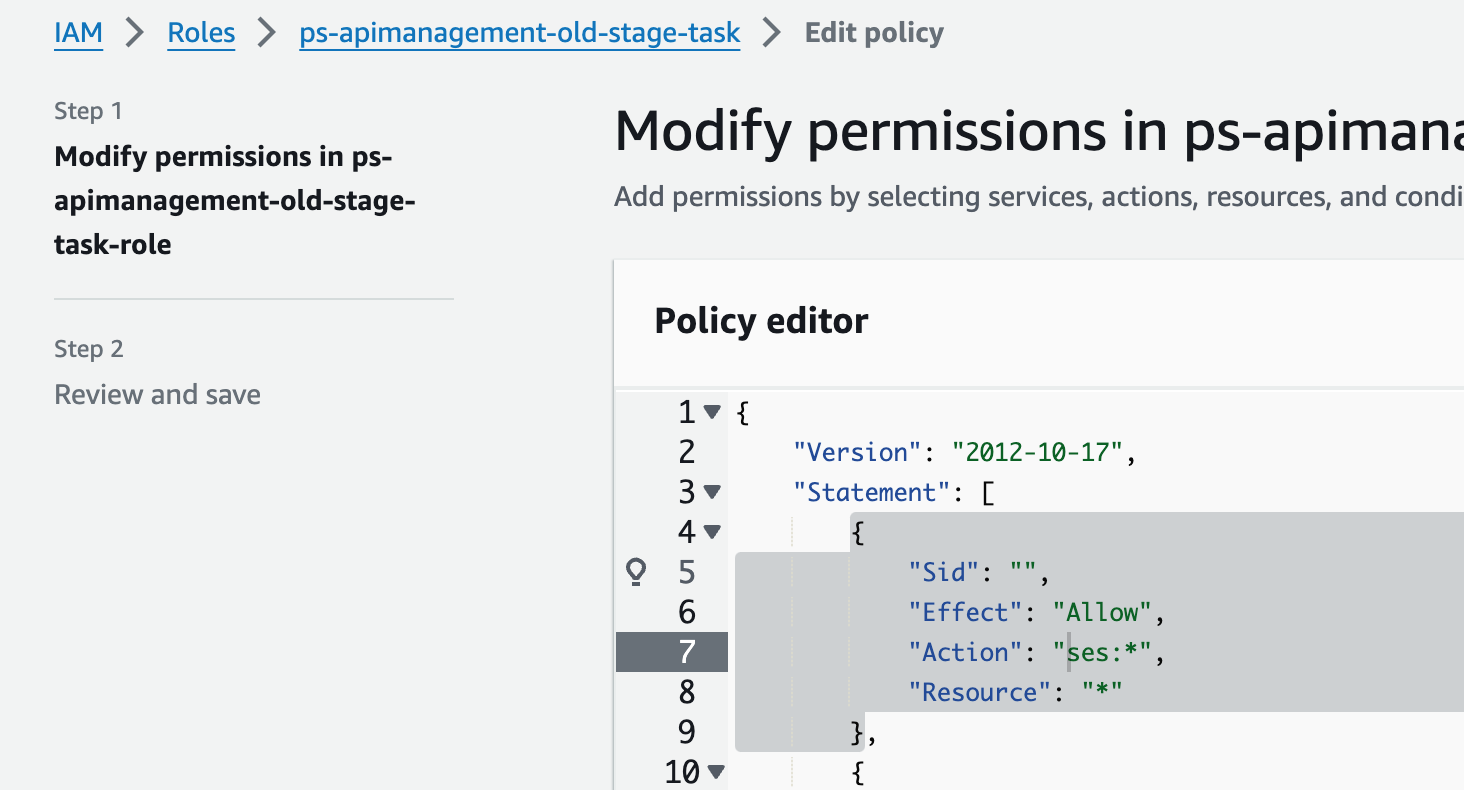 IAM > Roles > ps-apimanagement-old-stage-task > Edit policy
Step 1
Modify permissions in ps-
apimanagement-old-stage-
task-role
Step 2
Review and save
Modify permissions in ps-apimana
Add permissions by selecting services, actions, resources, and condi
Policy editor
1 {
2 "Version": "2012-10-17",
3 "Statement": [
4 {
5 "Sid": "",
6 "Effect": "Allow",
7 "Action": "ses:*",
8 "Resource": "*"
9 },
10 {